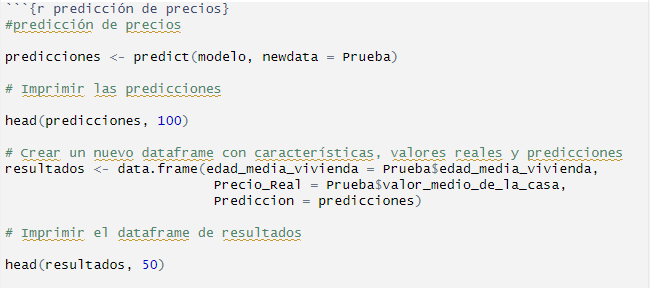 ```{r predicción de precios}
#predicción de precios
predicciones <- predict(modelo, newdata = Prueba)
# Imprimir las predicciones
head(predicciones, 100)
# Crear un nuevo dataframe con características, valores reales y predicciones
resultados <- data.frame(edad_media_vivienda = Prueba$edad_media_vivienda,
Precio_Real = Prueba$valor_medio_de_la_casa,
Prediccion = predicciones)
# Imprimir el dataframe de resultados
head(resultados, 50)